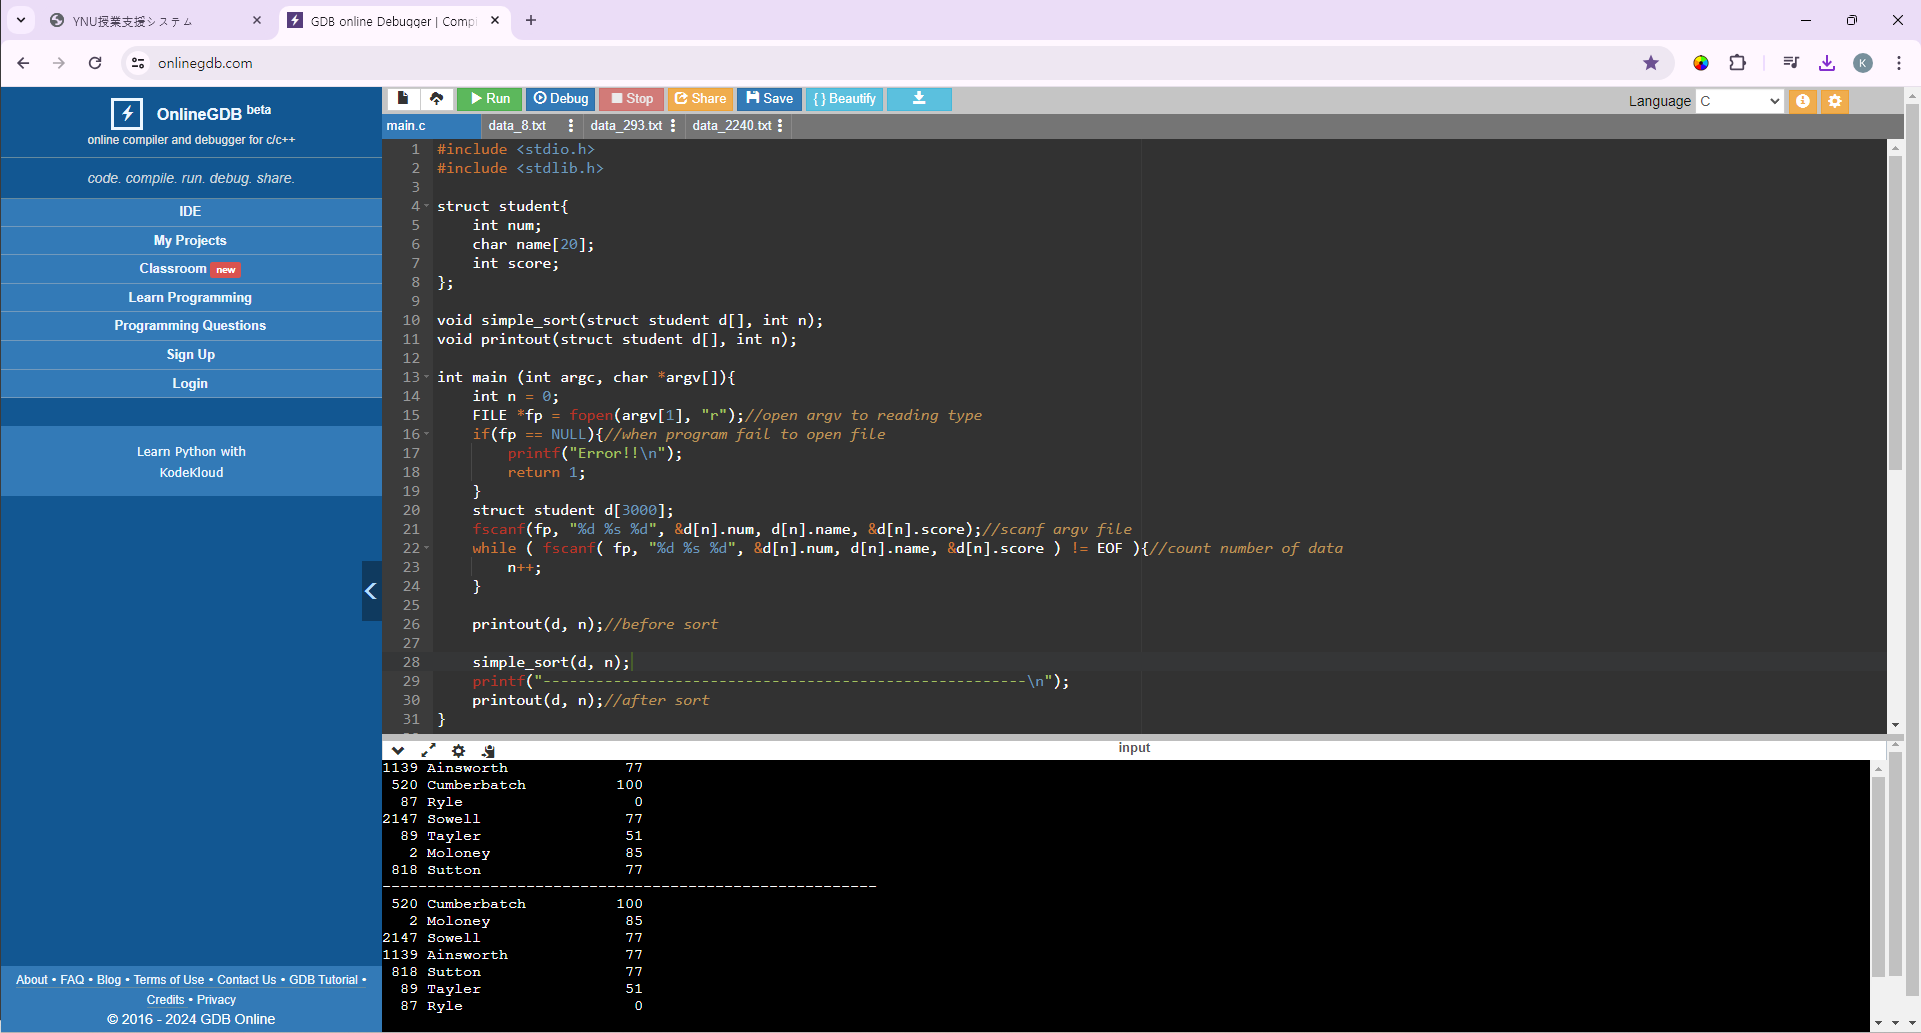 YNU授業支援システム
GDB online Debugger | Comp
onlinegdb.com
K
OnlineGDB beta
online compiler and debugger for c/c++
code. compile. run. debug. share.
IDE
My Projects
Classroom new
Learn Programming
Programming Questions
Sign Up
Login
Learn Python with
KodeKloud
About • FAQ • Blog • Terms of Use • Contact Us • GDB Tutorial •
Credits • Privacy
© 2016 - 2024 GDB Online
Run Debug Stop Share Save { } Beautify
Language C
main.c data_8.txt data_293.txt data_2240.txt
1 #include <stdio.h>
2 #include <stdlib.h>
3
4 struct student{
5     int num;
6     char name[20];
7     int score;
8 };
9
10 void simple_sort(struct student d[], int n);
11 void printout(struct student d[], int n);
12
13 int main (int argc, char *argv[]){
14     int n = 0;
15     FILE *fp = fopen(argv[1], "r");//open argv to reading type
16     if(fp == NULL){//when program fail to open file
17         printf("Error!!\n");
18         return 1;
19     }
20     struct student d[3000];
21     fscanf(fp, "%d %s %d", &d[n].num, d[n].name, &d[n].score);//scanf argv file
22     while ( fscanf( fp, "%d %s %d", &d[n].num, d[n].name, &d[n].score ) != EOF ){//count number of data
23         n++;
24     }
25
26     printout(d, n);//before sort
27
28     simple_sort(d, n);
29     printf("-------------------------------------------------------\n");
30     printout(d, n);//after sort
31 }
input
1139 Ainsworth 77
520 Cumberbatch 100
87 Ryle 0
2147 Sowell 77
89 Tayler 51
2 Moloney 85
818 Sutton 77
-------------------------------------------------------
520 Cumberbatch 100
2 Moloney 85
2147 Sowell 77
1139 Ainsworth 77
818 Sutton 77
89 Tayler 51
87 Ryle 0